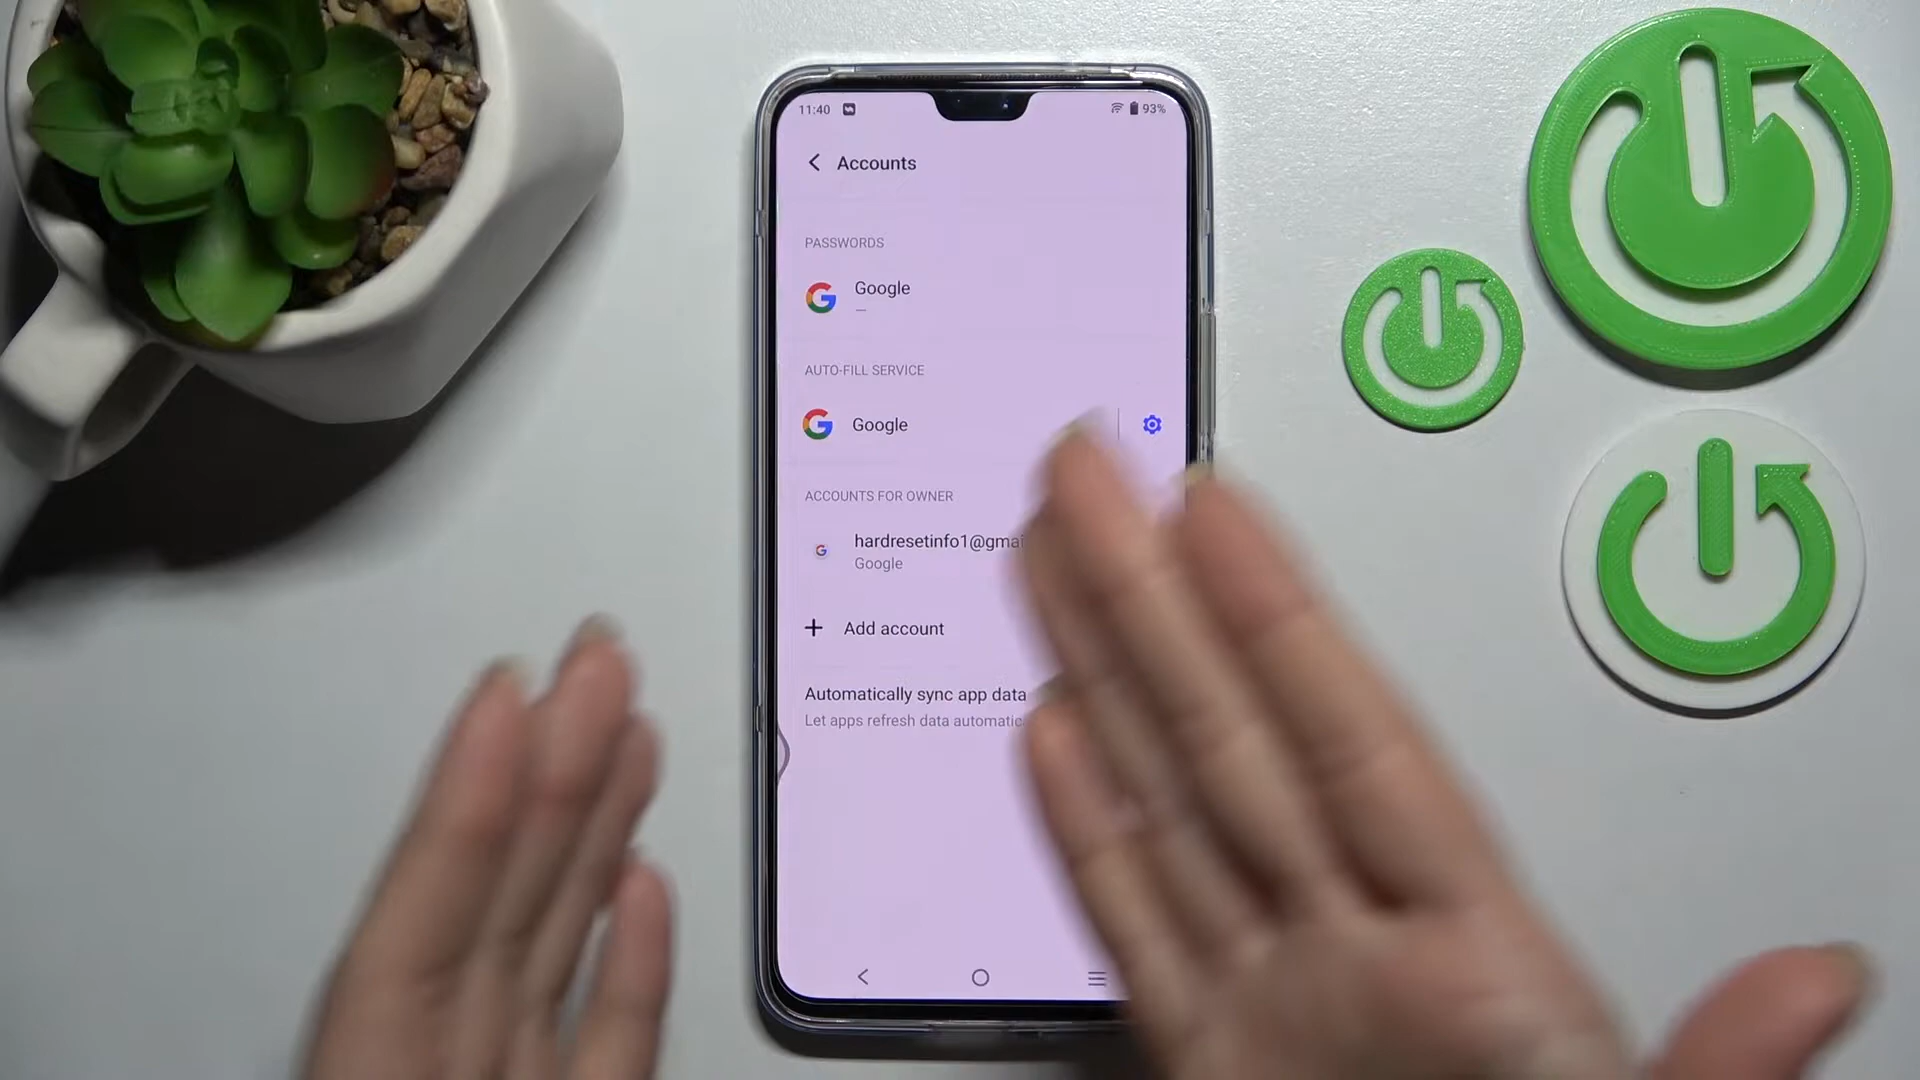 11:40
93%
Accounts
PASSWORDS
Google
—
AUTO-FILL SERVICE
Google
ACCOUNTS FOR OWNER
hardresetinfo1@gmai
Google
Add account
Automatically sync app data
Let apps refresh data automatic